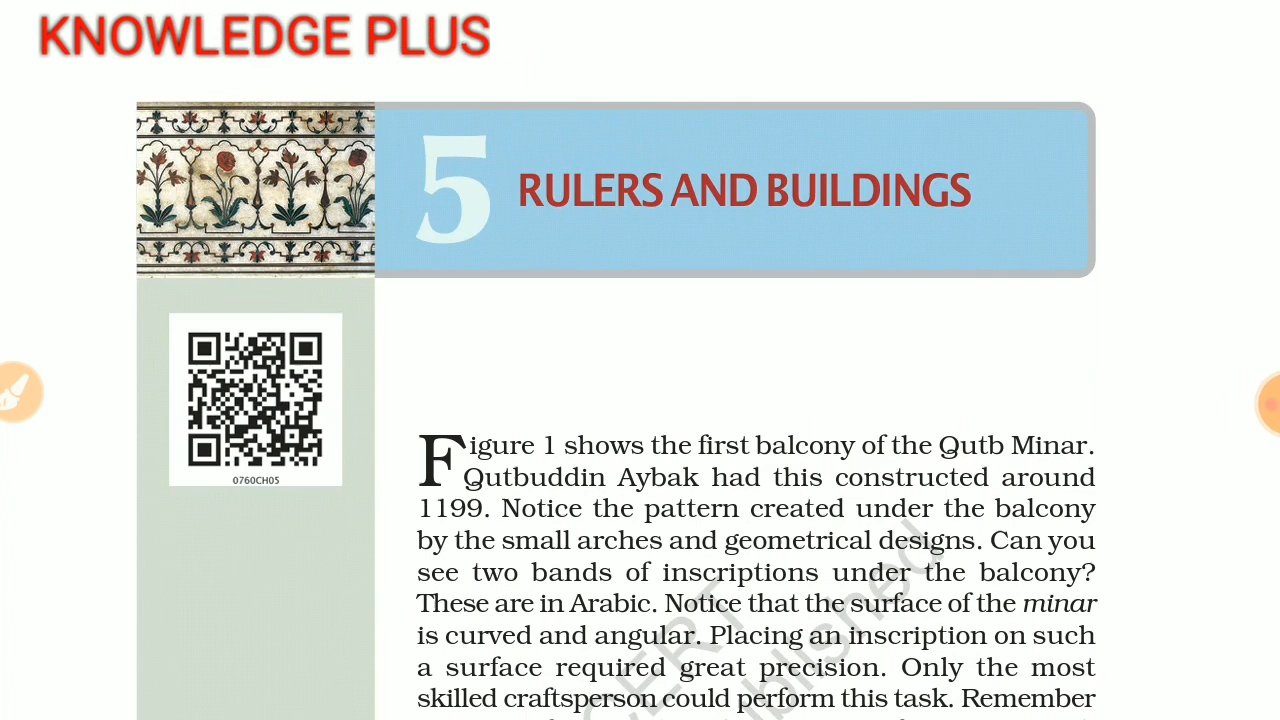 KNOWLEDGE PLUS
5 RULERS AND BUILDINGS
0760CH05
Figure 1 shows the first balcony of the Qutb Minar.
Qutbuddin Aybak had this constructed around
1199. Notice the pattern created under the balcony
by the small arches and geometrical designs. Can you
see two bands of inscriptions under the balcony?
These are in Arabic. Notice that the surface of the minar
is curved and angular. Placing an inscription on such
a surface required great precision. Only the most
skilled craftsperson could perform this task. Remember